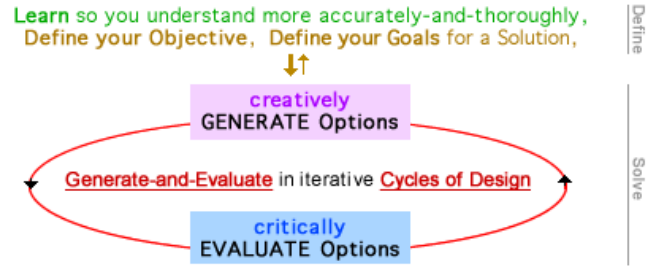 Learn so you understand more accurately-and-thoroughly,
Define your Objective, Define your Goals for a Solution,
Define
creatively
GENERATE Options
Generate-and-Evaluate in iterative Cycles of Design
Solve
critically
EVALUATE Options